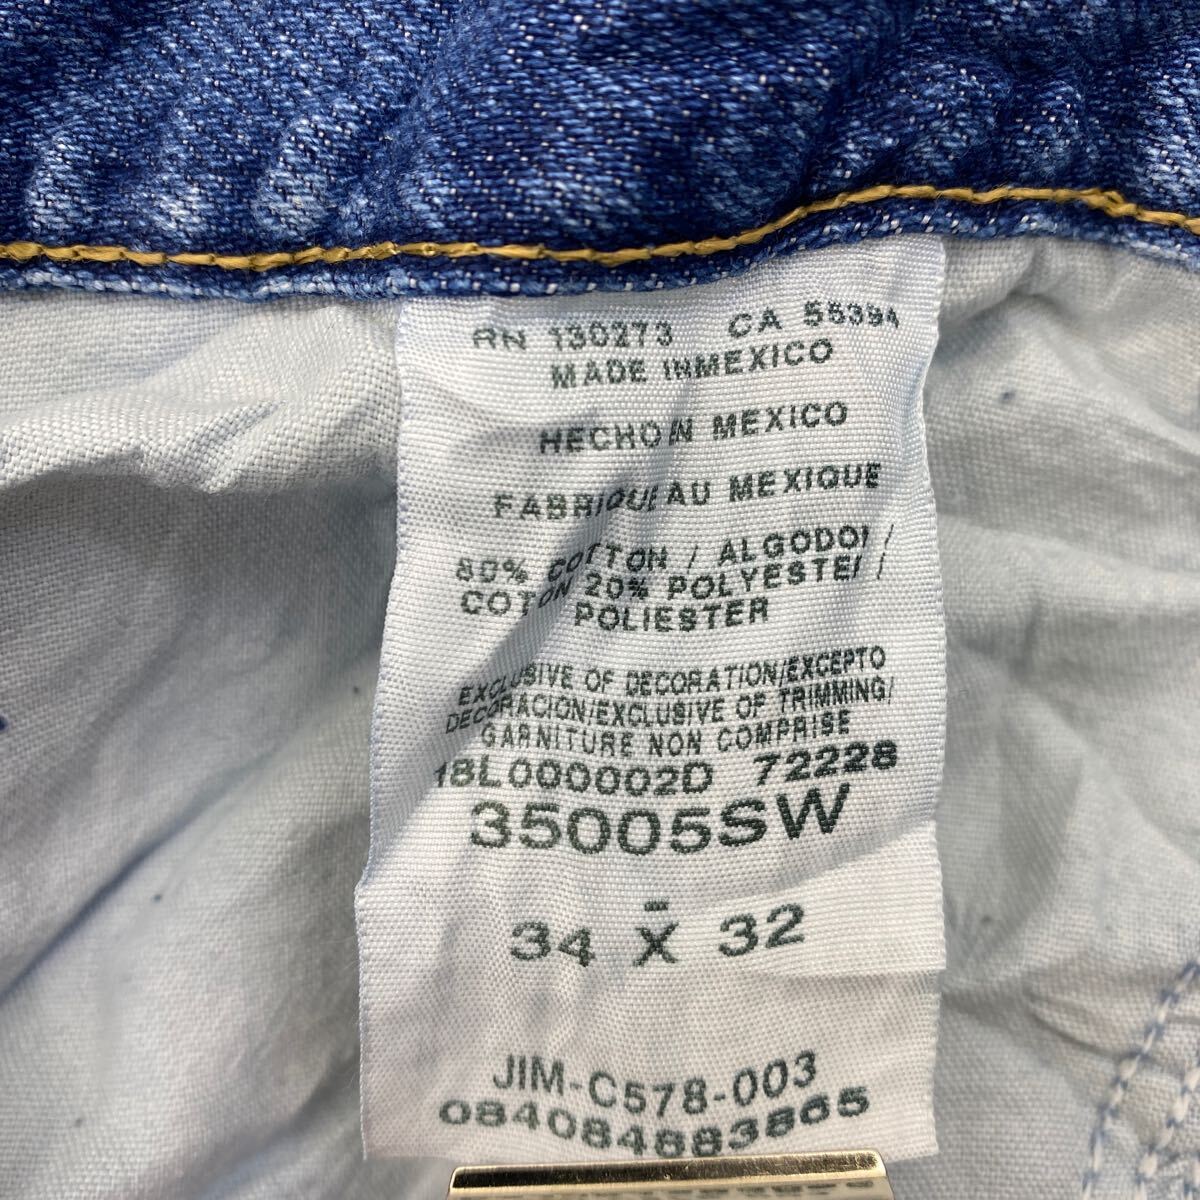 RN 130273 CA 55394
MADE IN MEXICO
HECHO EN MEXICO
FABRIQUE AU MEXIQUE
80% COTTON / ALGODON /
COTON 20% POLYESTER /
POLIESTER
EXCLUSIVE OF DECORATION/EXCEPTO
DECORACION/EXCLUSIVE OF TRIMMING/
GARNITURE NON COMPRISE
18L000002D 72228
35005SW
34 X 32
JIM-C578-003
084084883865